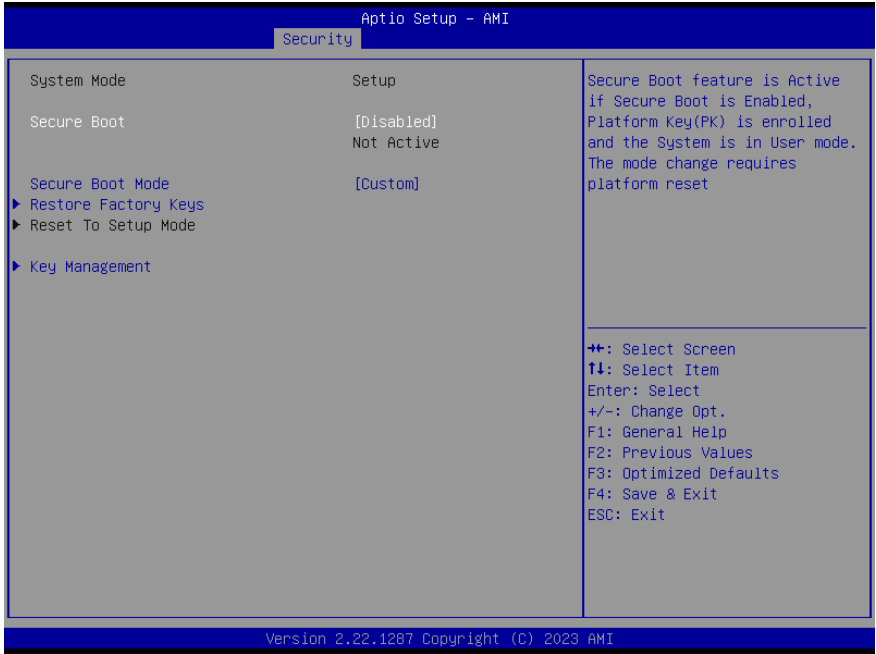 Aptio Setup – AMI
Security
System Mode Setup
Secure Boot [Disabled]
Not Active
Secure Boot Mode [Custom]
Restore Factory Keys
Reset To Setup Mode
Key Management
Secure Boot feature is Active
if Secure Boot is Enabled,
Platform Key(PK) is enrolled
and the System is in User mode.
The mode change requires
platform reset
→←: Select Screen
↑↓: Select Item
Enter: Select
+/-: Change Opt.
F1: General Help
F2: Previous Values
F3: Optimized Defaults
F4: Save & Exit
ESC: Exit
Version 2.22.1287 Copyright (C) 2023 AMI